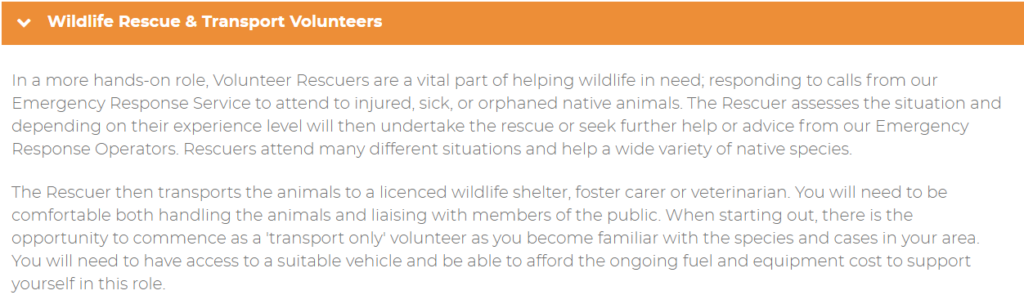 Wildlife Rescue & Transport Volunteers
In a more hands-on role, Volunteer Rescuers are a vital part of helping wildlife in need; responding to calls from our
Emergency Response Service to attend to injured, sick, or orphaned native animals. The Rescuer assesses the situation and
depending on their experience level will then undertake the rescue or seek further help or advice from our Emergency
Response Operators. Rescuers attend many different situations and help a wide variety of native species.
The Rescuer then transports the animals to a licenced wildlife shelter, foster carer or veterinarian. You will need to be
comfortable both handling the animals and liaising with members of the public. When starting out, there is the
opportunity to commence as a 'transport only' volunteer as you become familiar with the species and cases in your area.
You will need to have access to a suitable vehicle and be able to afford the ongoing fuel and equipment cost to support
yourself in this role.